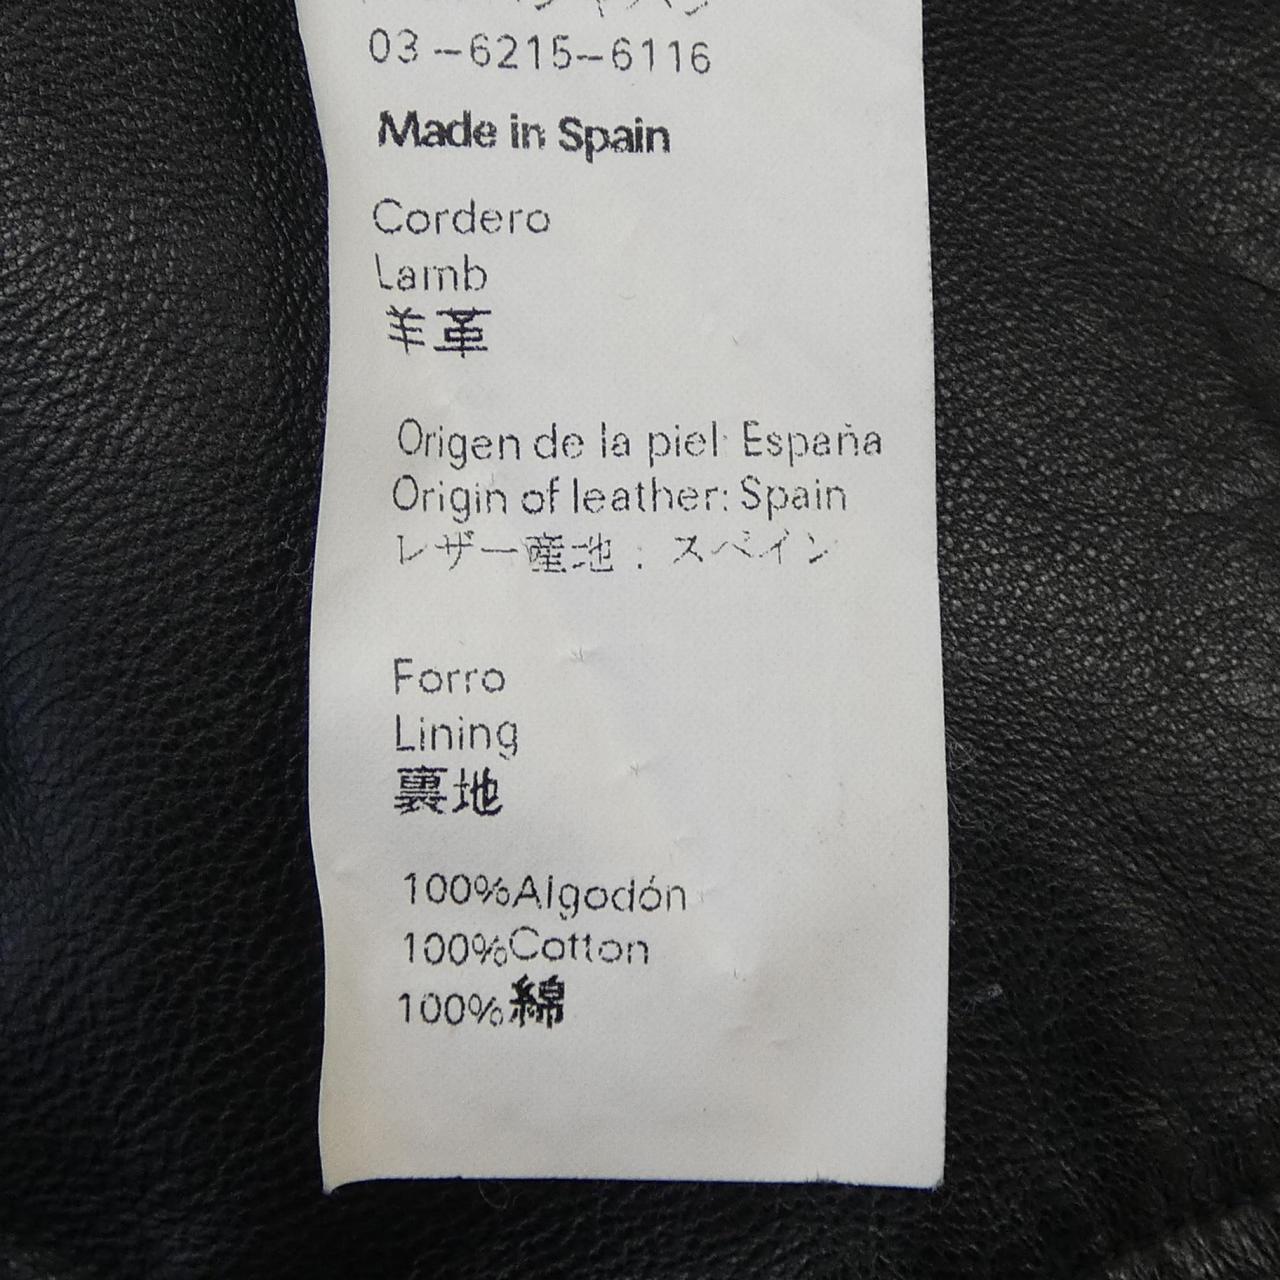 03-6215-6116
Made in Spain
Cordero
Lamb
羊革
Origen de la piel: España
Origin of leather: Spain
レザー産地:スペイン
Forro
Lining
裏地
100%Algodón
100%Cotton
100%綿